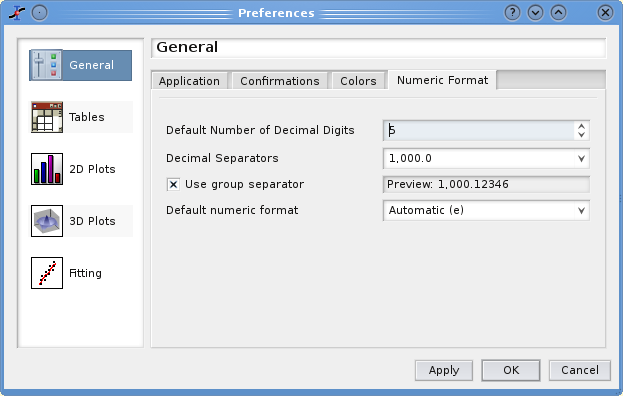 Preferences
General
General
Application Confirmations Colors Numeric Format
Tables
Default Number of Decimal Digits 5
Decimal Separators 1,000.0
2D Plots
Use group separator Preview: 1,000.12346
Default numeric format Automatic (e)
3D Plots
Fitting
Apply OK Cancel